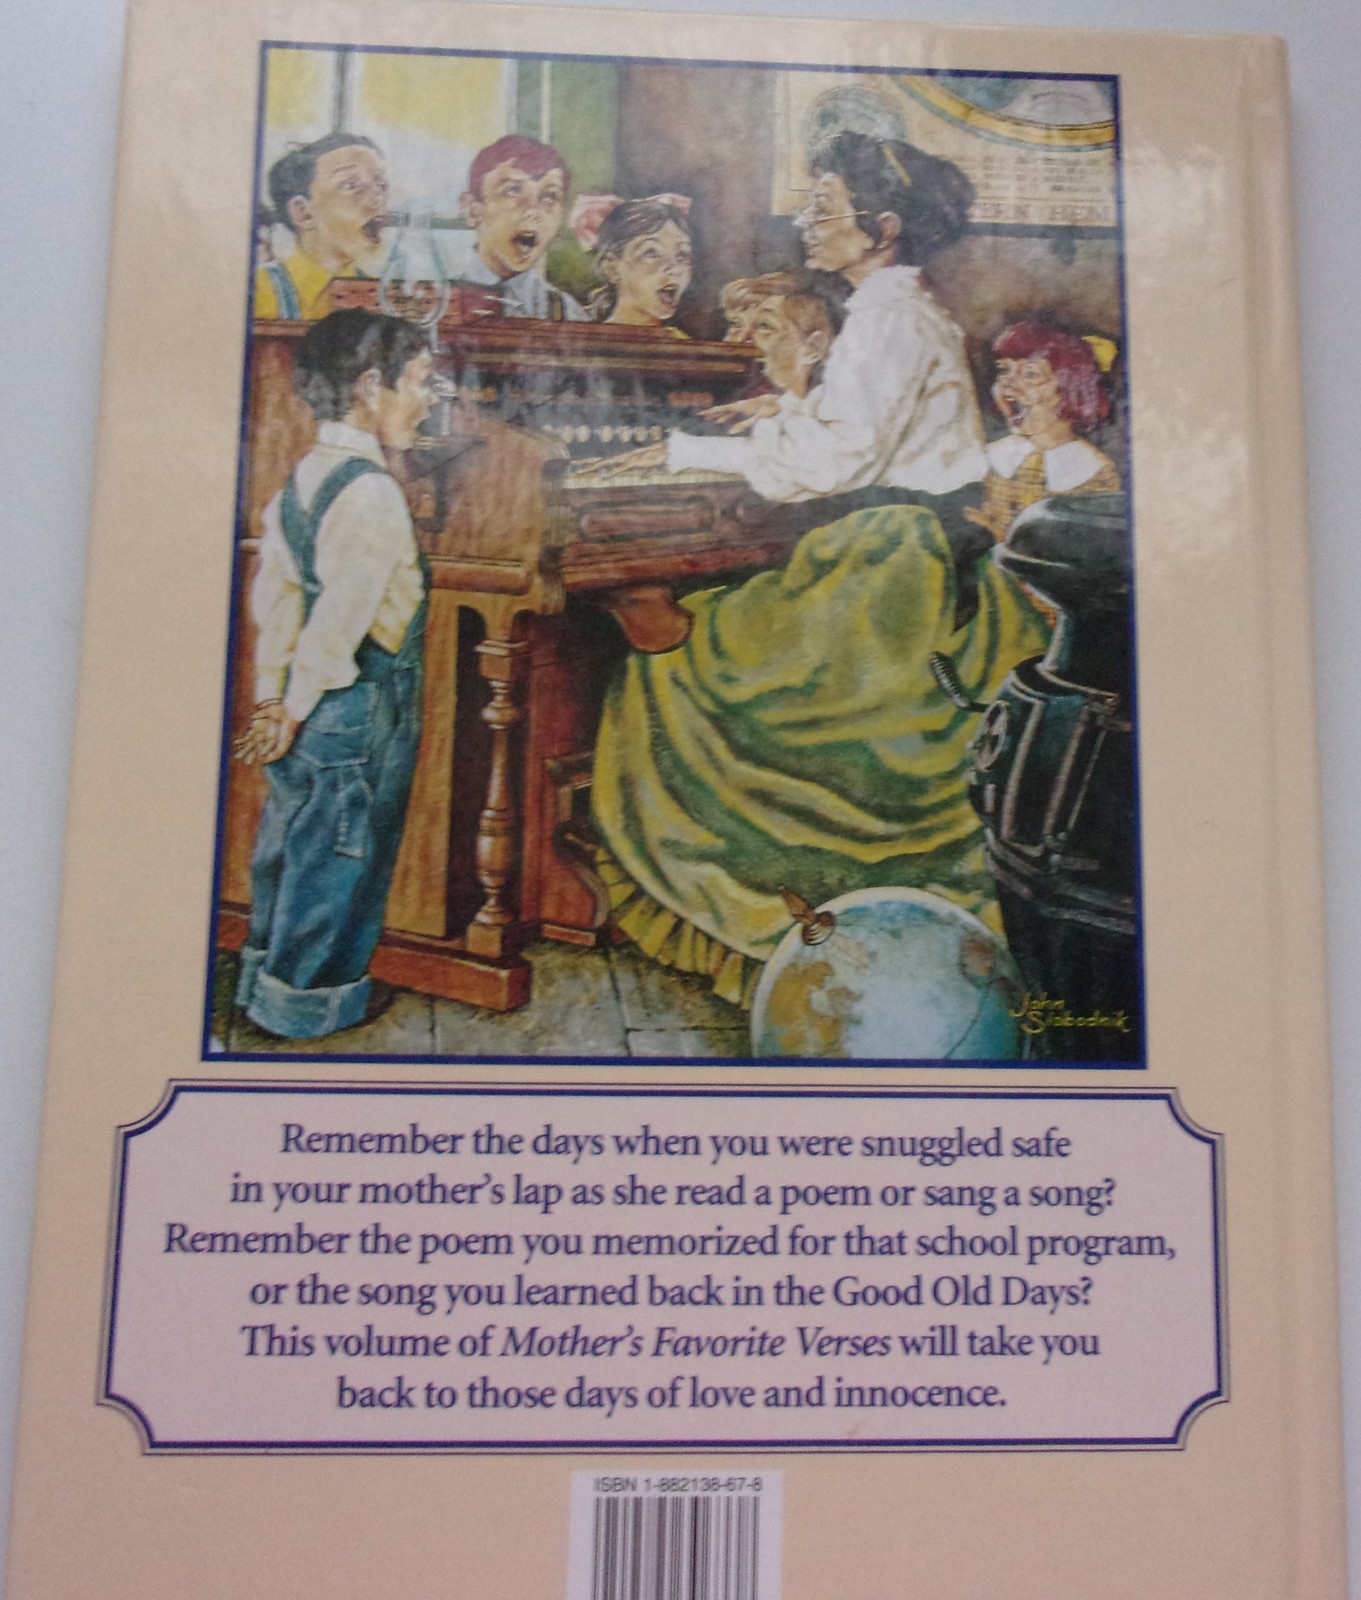 TERN HEN
John
Slobodnik
Remember the days when you were snuggled safe
in your mother's lap as she read a poem or sang a song?
Remember the poem you memorized for that school program,
or the song you learned back in the Good Old Days?
This volume of Mother's Favorite Verses will take you
back to those days of love and innocence.
ISBN 1-882138-67-8